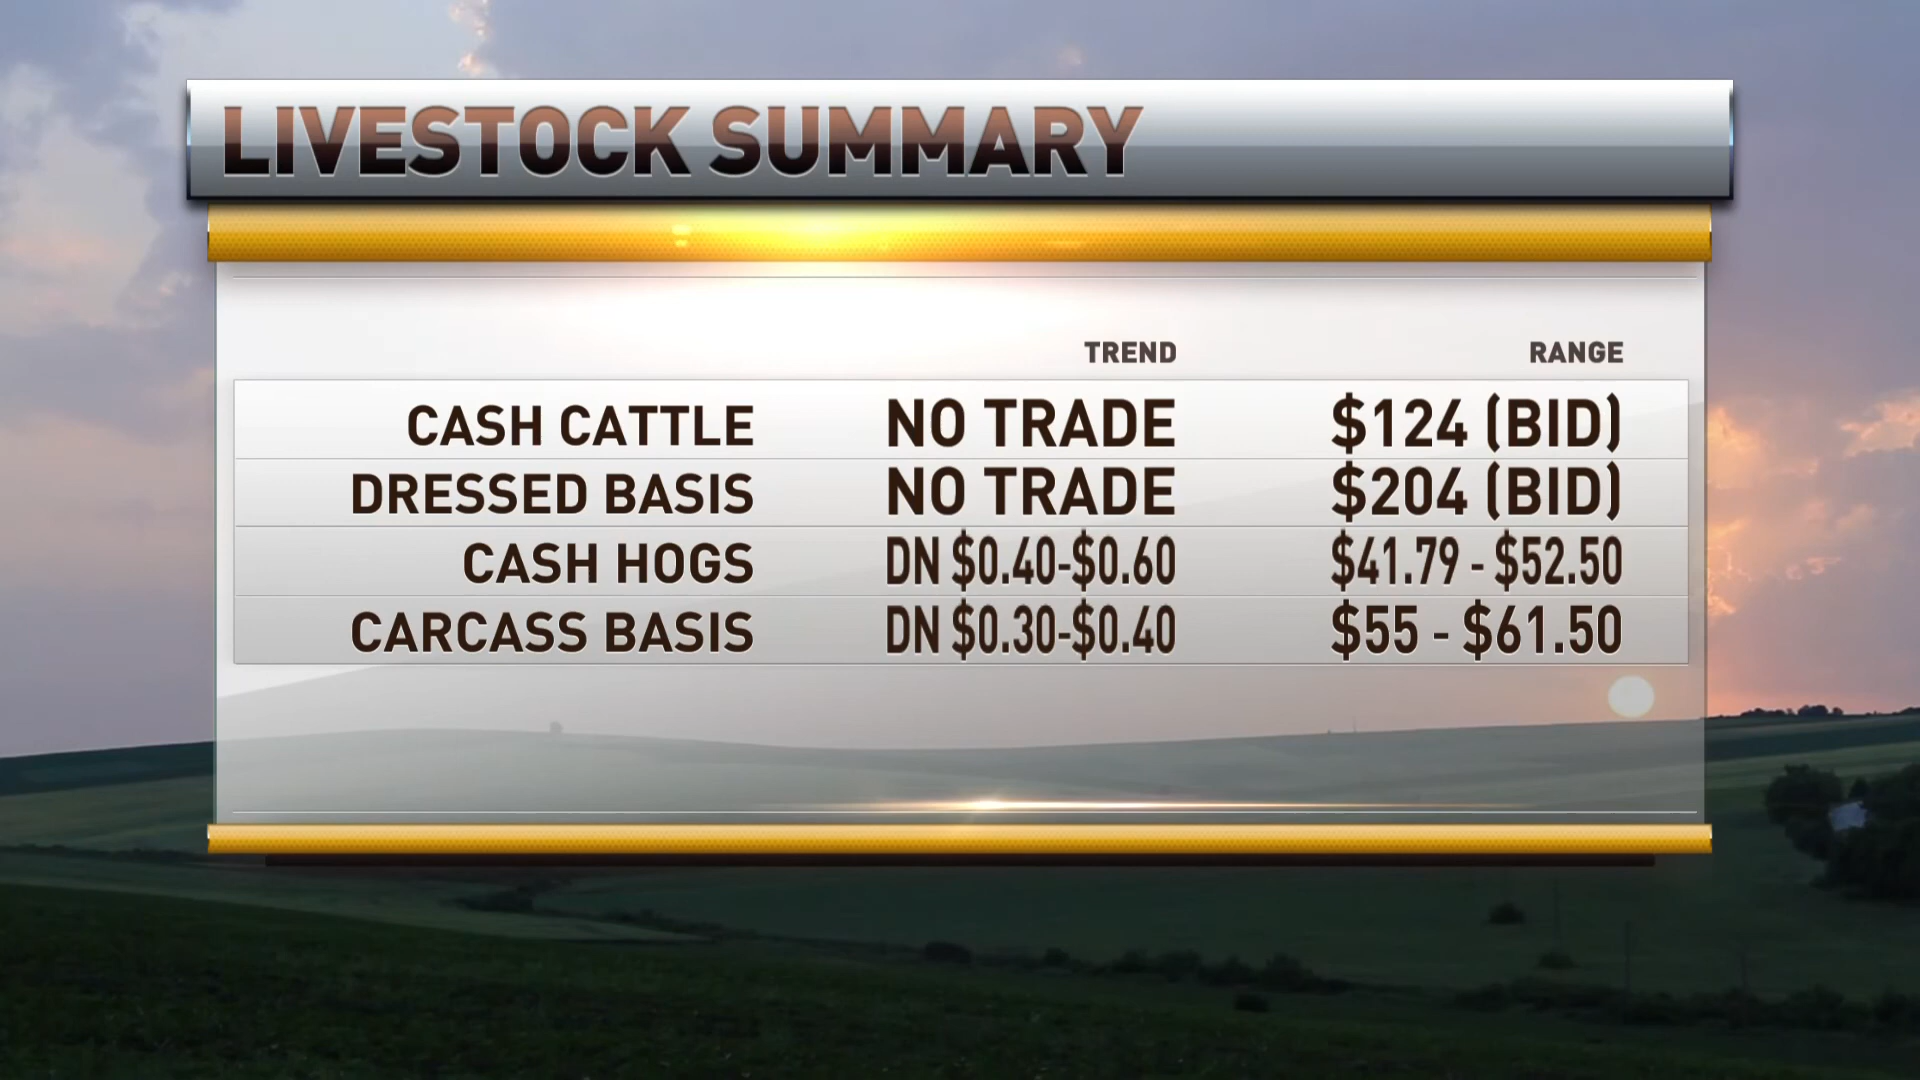 LIVESTOCK SUMMARY
TREND RANGE
CASH CATTLE NO TRADE $124 (BID)
DRESSED BASIS NO TRADE $204 (BID)
CASH HOGS DN $0.40-$0.60 $41.79 - $52.50
CARCASS BASIS DN $0.30-$0.40 $55 - $61.50